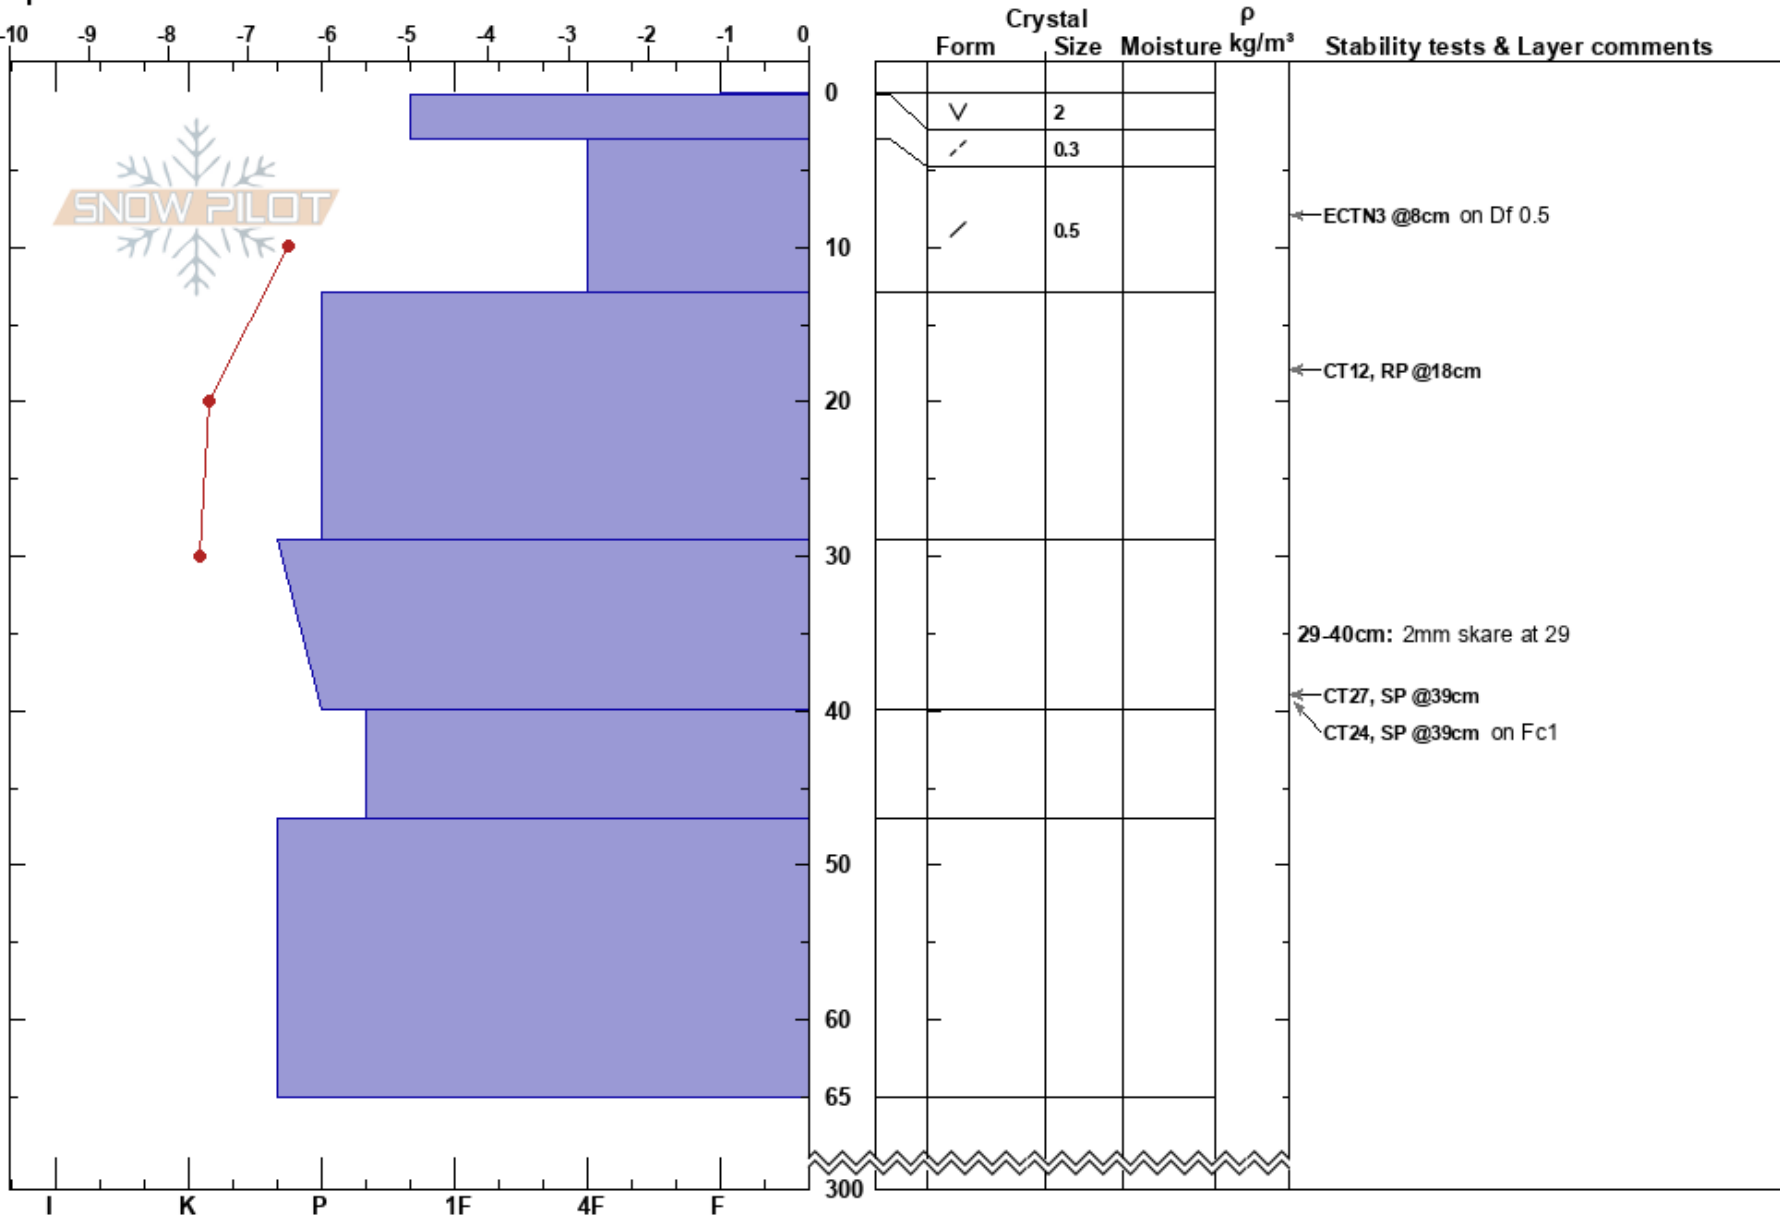 -10 -9 -8 -7 -6 -5 -4 -3 -2 -1 0
Crystal
ρ
Form Size Moisture kg/m³ Stability tests & Layer comments
0
2
0.3
SNOW PILOT
ECTN3 @8cm on Df 0.5
0.5
10
CT12, RP @18cm
20
30
29-40cm: 2mm skare at 29
CT27, SP @39cm
40
CT24, SP @39cm on Fc1
50
60
65
300
I K P 1F 4F F